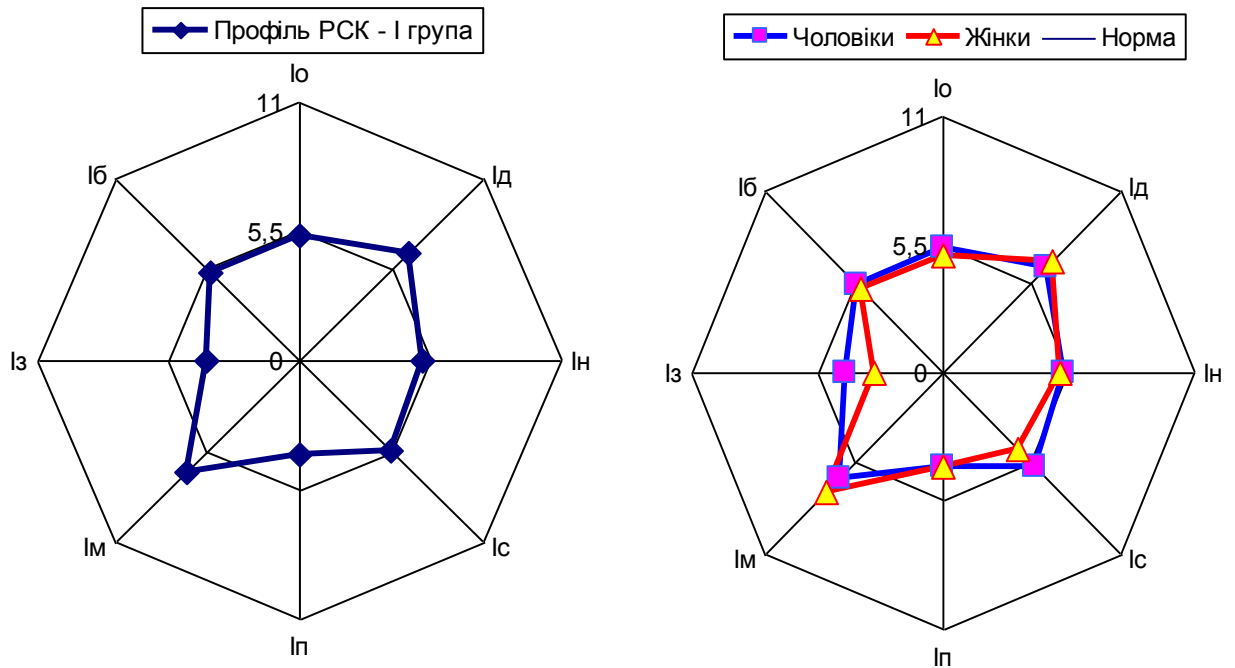 Профіль РСК - І група
Іо
11
Іб
Ід
5,5
Із
0
Ін
Ім
Іс
Іп
Чоловіки Жінки Норма
Іо
11
Іб
Ід
5,5
Із
0
Ін
Ім
Іс
Іп